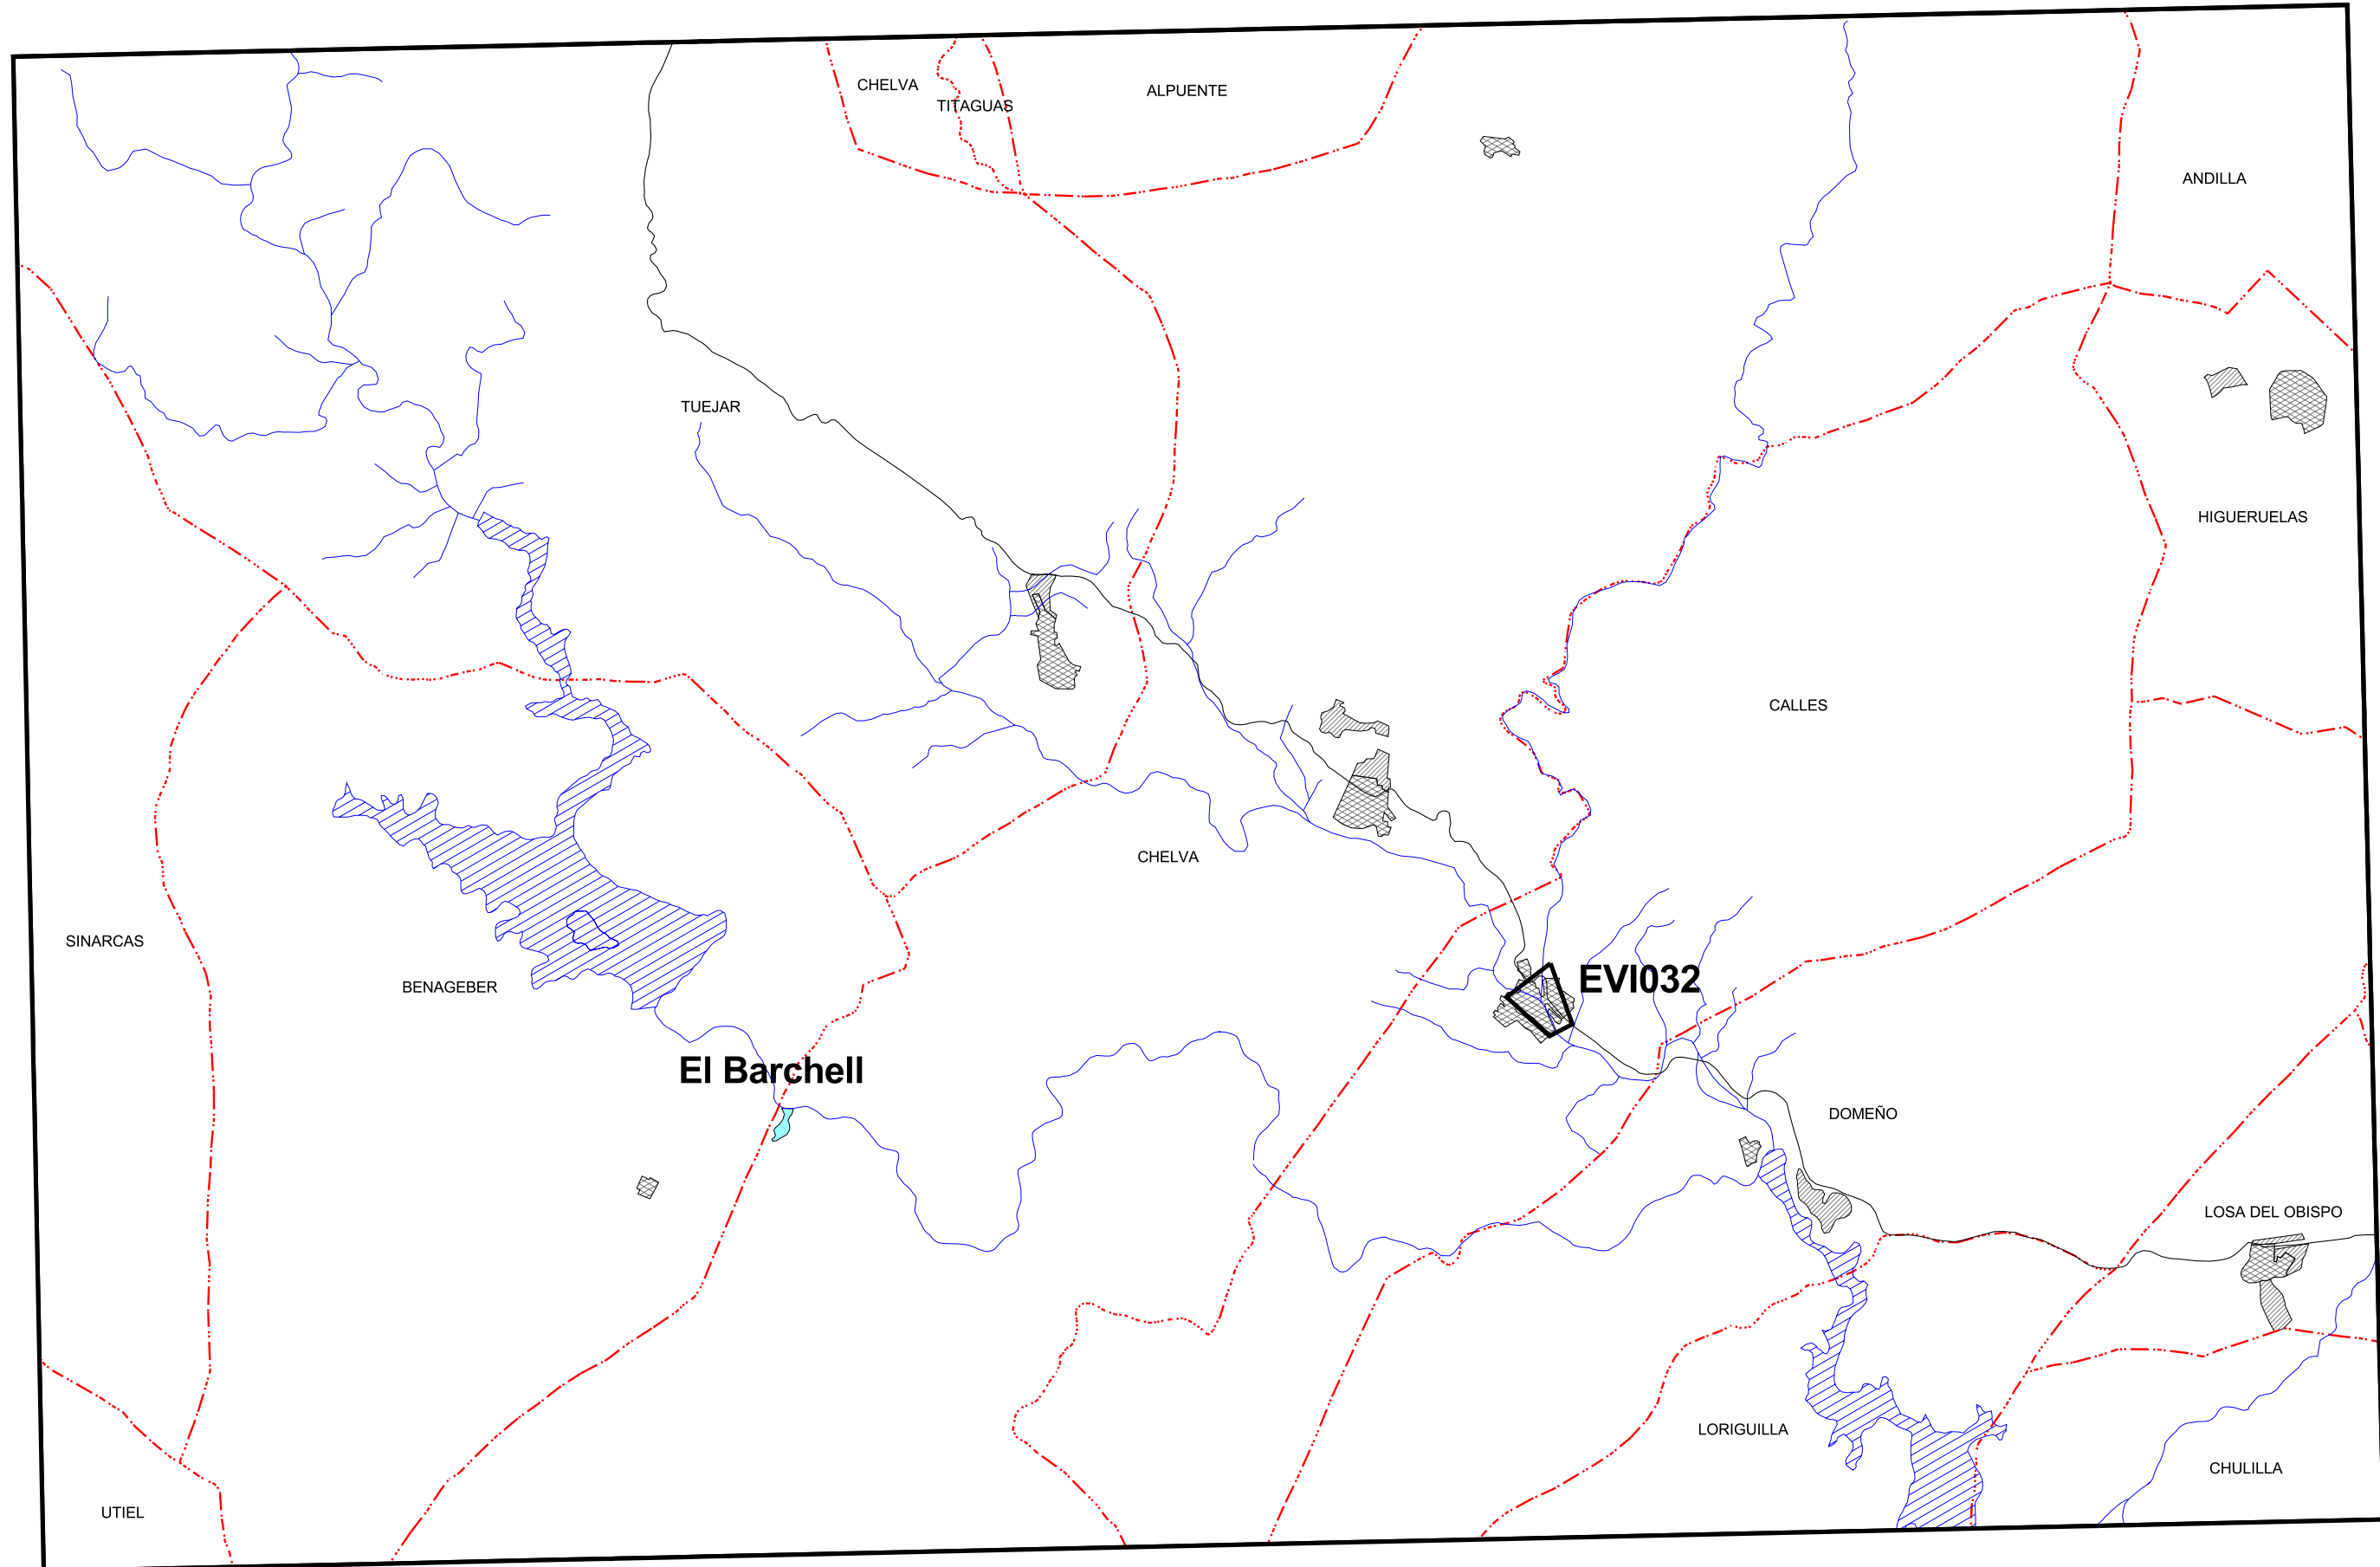 CHELVA
ALPUENTE
TITAGUAS
ANDILLA
TUEJAR
HIGUERUELAS
CALLES
CHELVA
SINARCAS
EVI032
BENAGEBER
El Barchell
DOMEÑO
LOSA DEL OBISPO
LORIGUILLA
CHULILLA
UTIEL